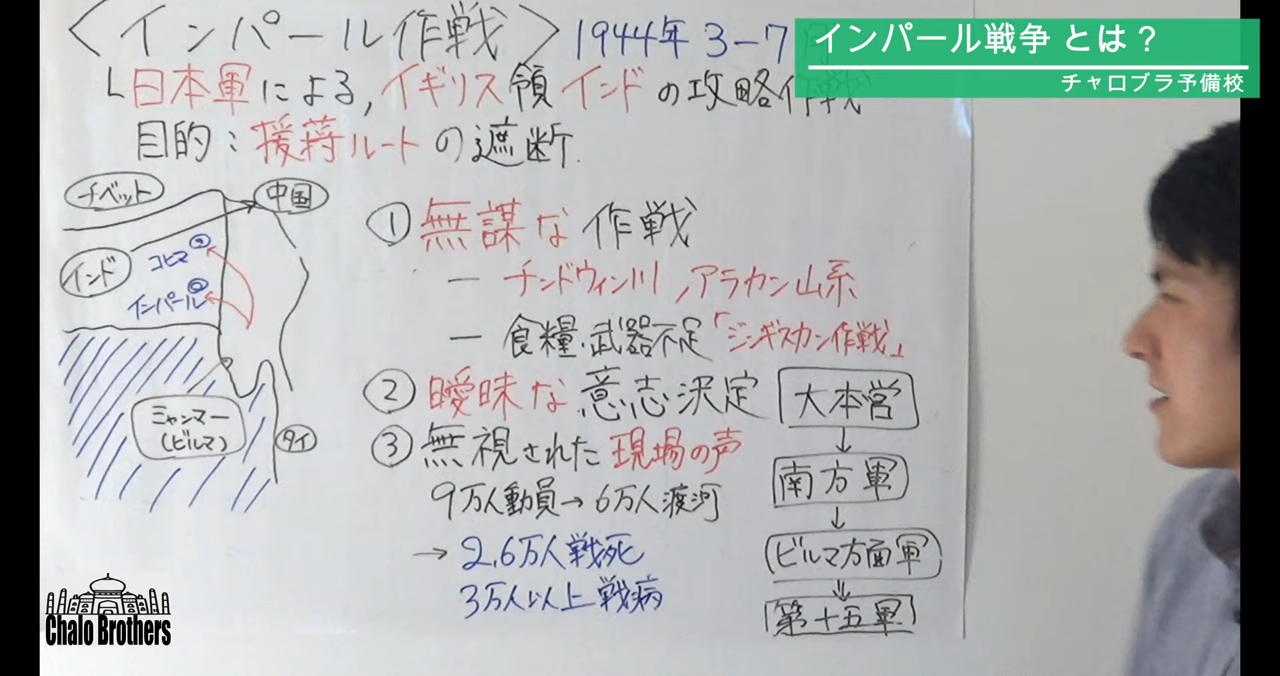 〈インパール作戦〉1944年3-7月
インパール戦争 とは？
チャロブラ予備校
└日本軍による,イギリス領インドの攻略作戦
目的：援蒋ルートの遮断.
チベット
中国
インド
コヒマ
インパール
ミャンマー
(ビルマ)
タイ
① 無謀な作戦
— チンドウィン川,アラカン山系
— 食糧.武器不足「ジンギスカン作戦」
② 曖昧な意志決定
③ 無視された現場の声
9万人動員→6万人渡河
→2.6万人戦死
3万人以上戦病
大本営
↓
南方軍
↓
ビルマ方面軍
↓
第十五軍
Chalo Brothers